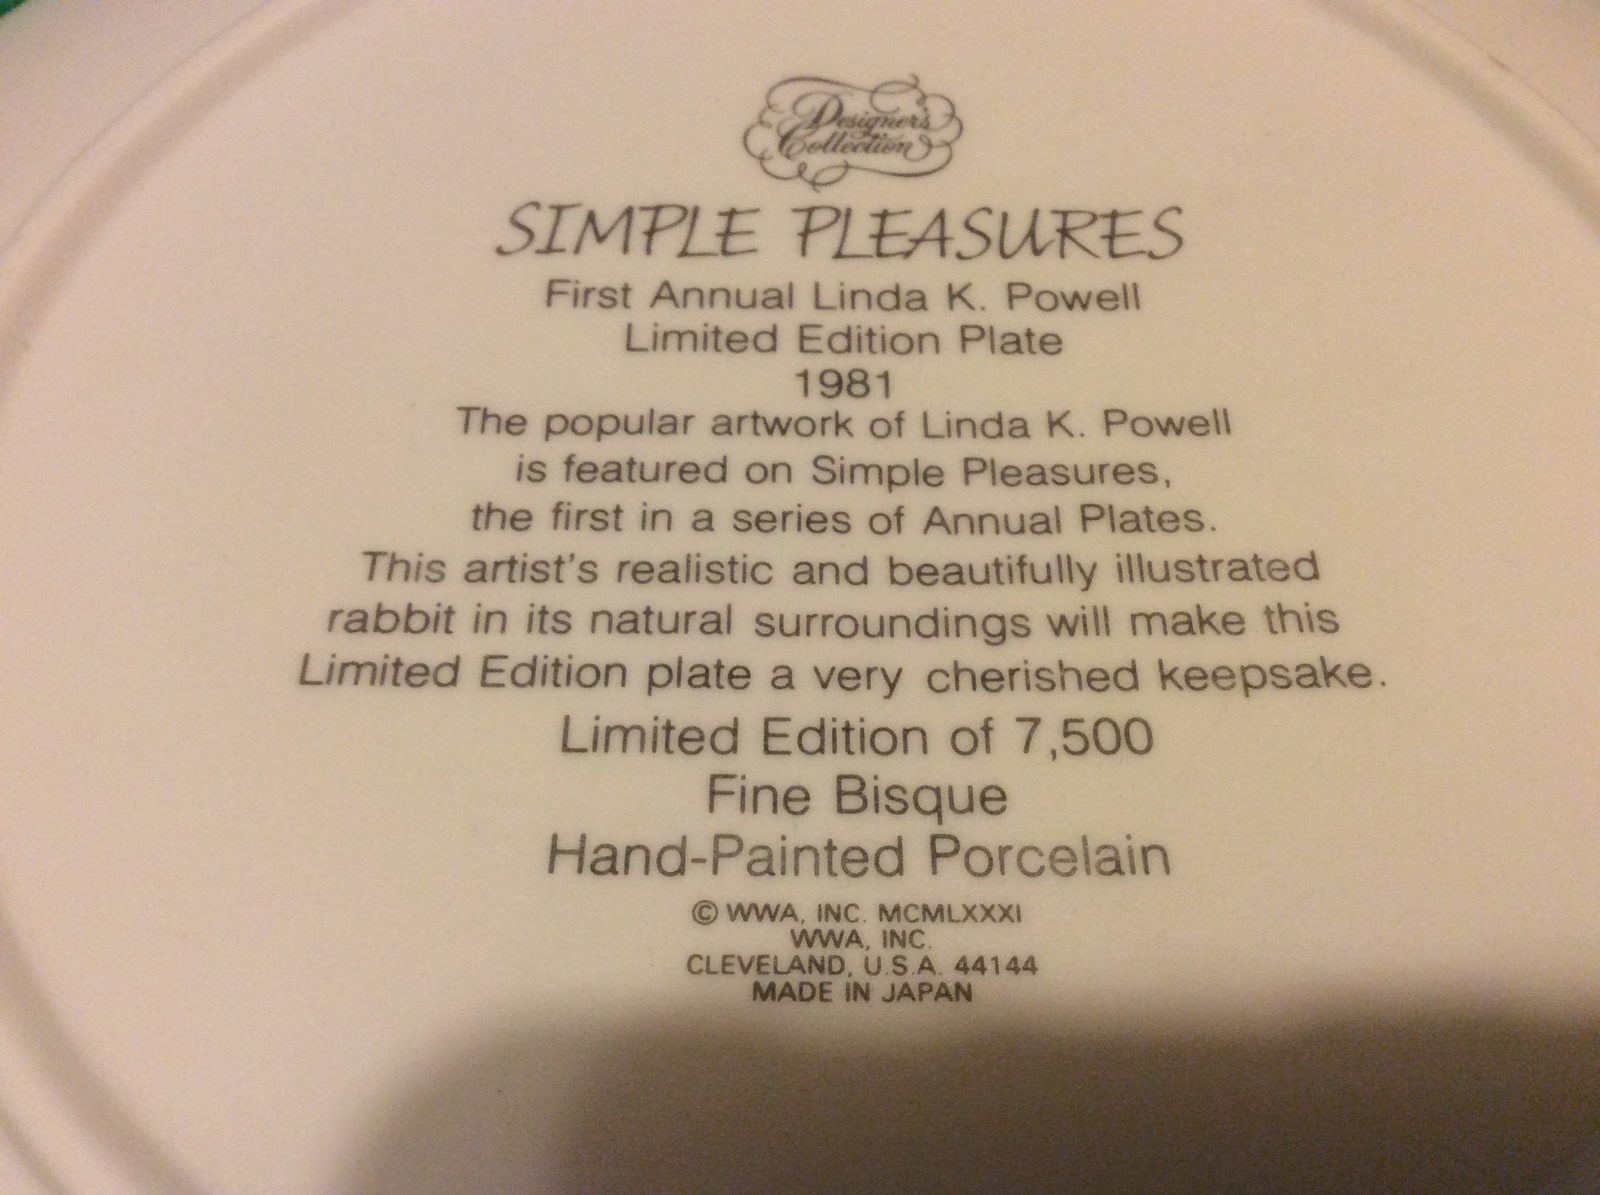 Designer's
Collection
SIMPLE PLEASURES
First Annual Linda K. Powell
Limited Edition Plate
1981
The popular artwork of Linda K. Powell
is featured on Simple Pleasures,
the first in a series of Annual Plates.
This artist's realistic and beautifully illustrated
rabbit in its natural surroundings will make this
Limited Edition plate a very cherished keepsake.
Limited Edition of 7,500
Fine Bisque
Hand-Painted Porcelain
© WWA, INC. MCMLXXXI
WWA, INC.
CLEVELAND, U.S.A. 44144
MADE IN JAPAN